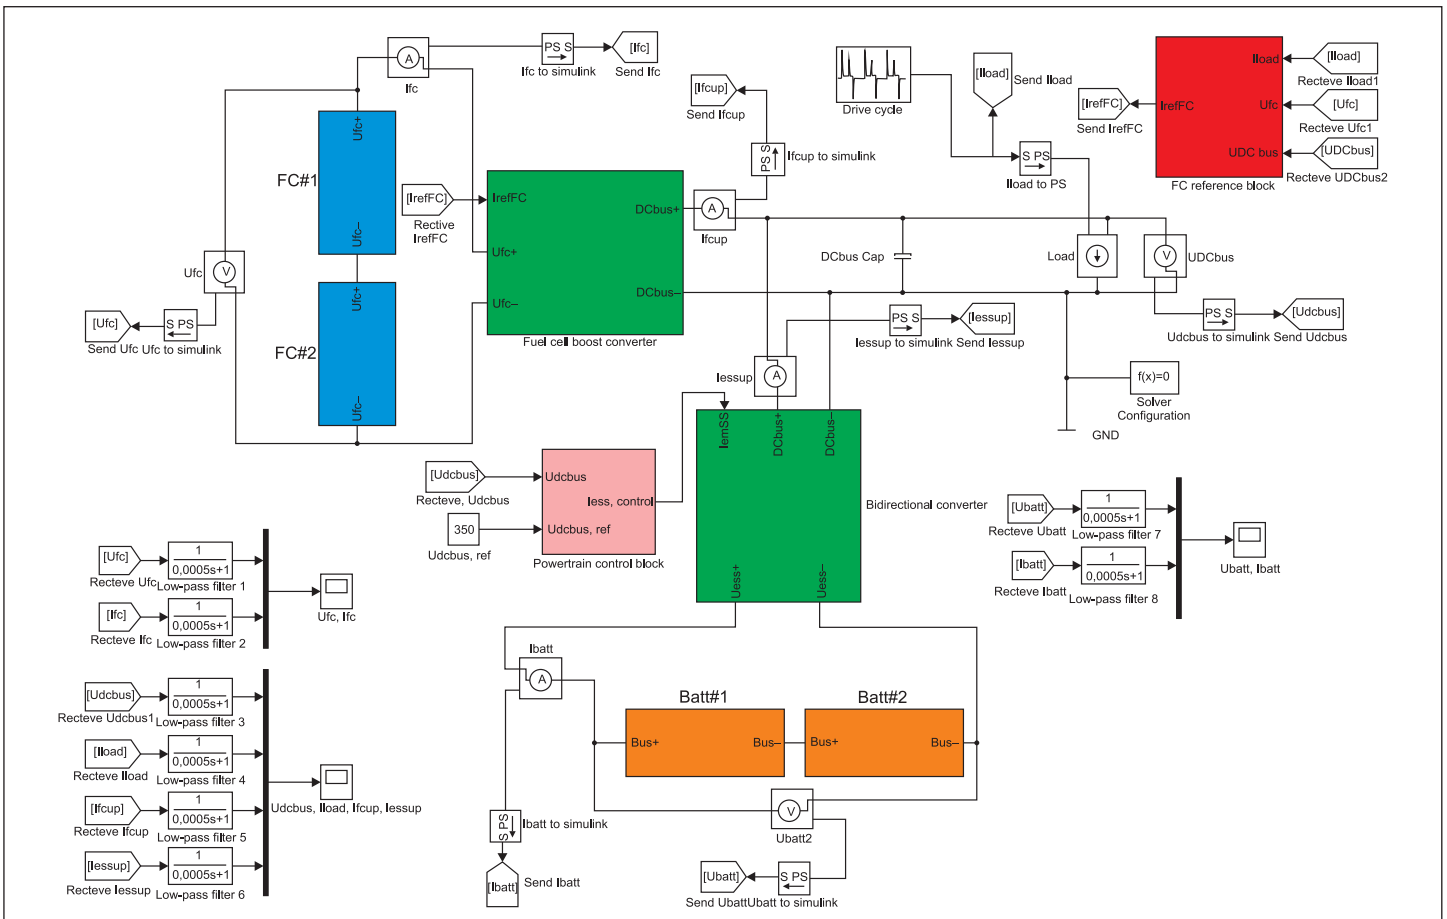 PS S
[Ifc]
Ifc to simulink
Send Ifc
A
Ifc
[Ifcup]
Send Ifcup
PS S
Ifcup to simulink
Drive cycle
[Iload]
Send Iload
S PS
Iload to PS
[IrefFC]
Send IrefFC
Iload
IrefFC
Ufc
UDC bus
FC reference block
[Iload]
Recteve Iload1
[Ufc]
Recteve Ufc1
[UDCbus]
Recteve UDCbus2
Ufc+
FC#1
Ufc–
Ufc+
FC#2
Ufc–
Ufc
V
[Ufc]
S PS
Send Ufc
Ufc to simulink
[IrefFC]
Rective
IrefFC
IrefFC
DCbus+
Ufc+
DCbus–
Ufc–
Fuel cell boost converter
A
Ifcup
DCbus Cap
Load
V
UDCbus
PS S
[Iessup]
Iessup to simulink
Send Iessup
PS S
[Udcbus]
Udcbus to simulink
Send Udcbus
Iessup
A
f(x)=0
Solver
Configuration
GND
IemSS
DCbus+
DCbus–
Uess+
Uess–
Bidirectional converter
[Udcbus]
Recteve, Udcbus
350
Udcbus, ref
Udcbus
Iess, control
Udcbus, ref
Powertrain control block
[Ubatt]
Recteve Ubatt
1
0,0005s+1
Low-pass filter 7
[Ibatt]
Recteve Ibatt
1
0,0005s+1
Low-pass filter 8
Ubatt, Ibatt
[Ufc]
Recteve Ufc
1
0,0005s+1
Low-pass filter 1
[Ifc]
Recteve Ifc
1
0,0005s+1
Low-pass filter 2
Ufc, Ifc
[Udcbus]
Recteve Udcbus1
1
0,0005s+1
Low-pass filter 3
[Iload]
Recteve Iload
1
0,0005s+1
Low-pass filter 4
[Ifcup]
Recteve Ifcup
1
0,0005s+1
Low-pass filter 5
[Iessup]
Recteve Iessup
1
0,0005s+1
Low-pass filter 6
Udcbus, Iload, Ifcup, Iessup
Ibatt
A
Batt#1
Bus+
Bus–
Batt#2
Bus+
Bus–
V
Ubatt2
S PS
Ibatt to simulink
[Ibatt]
Send Ibatt
[Ubatt]
S PS
Send Ubatt
Ubatt to simulink